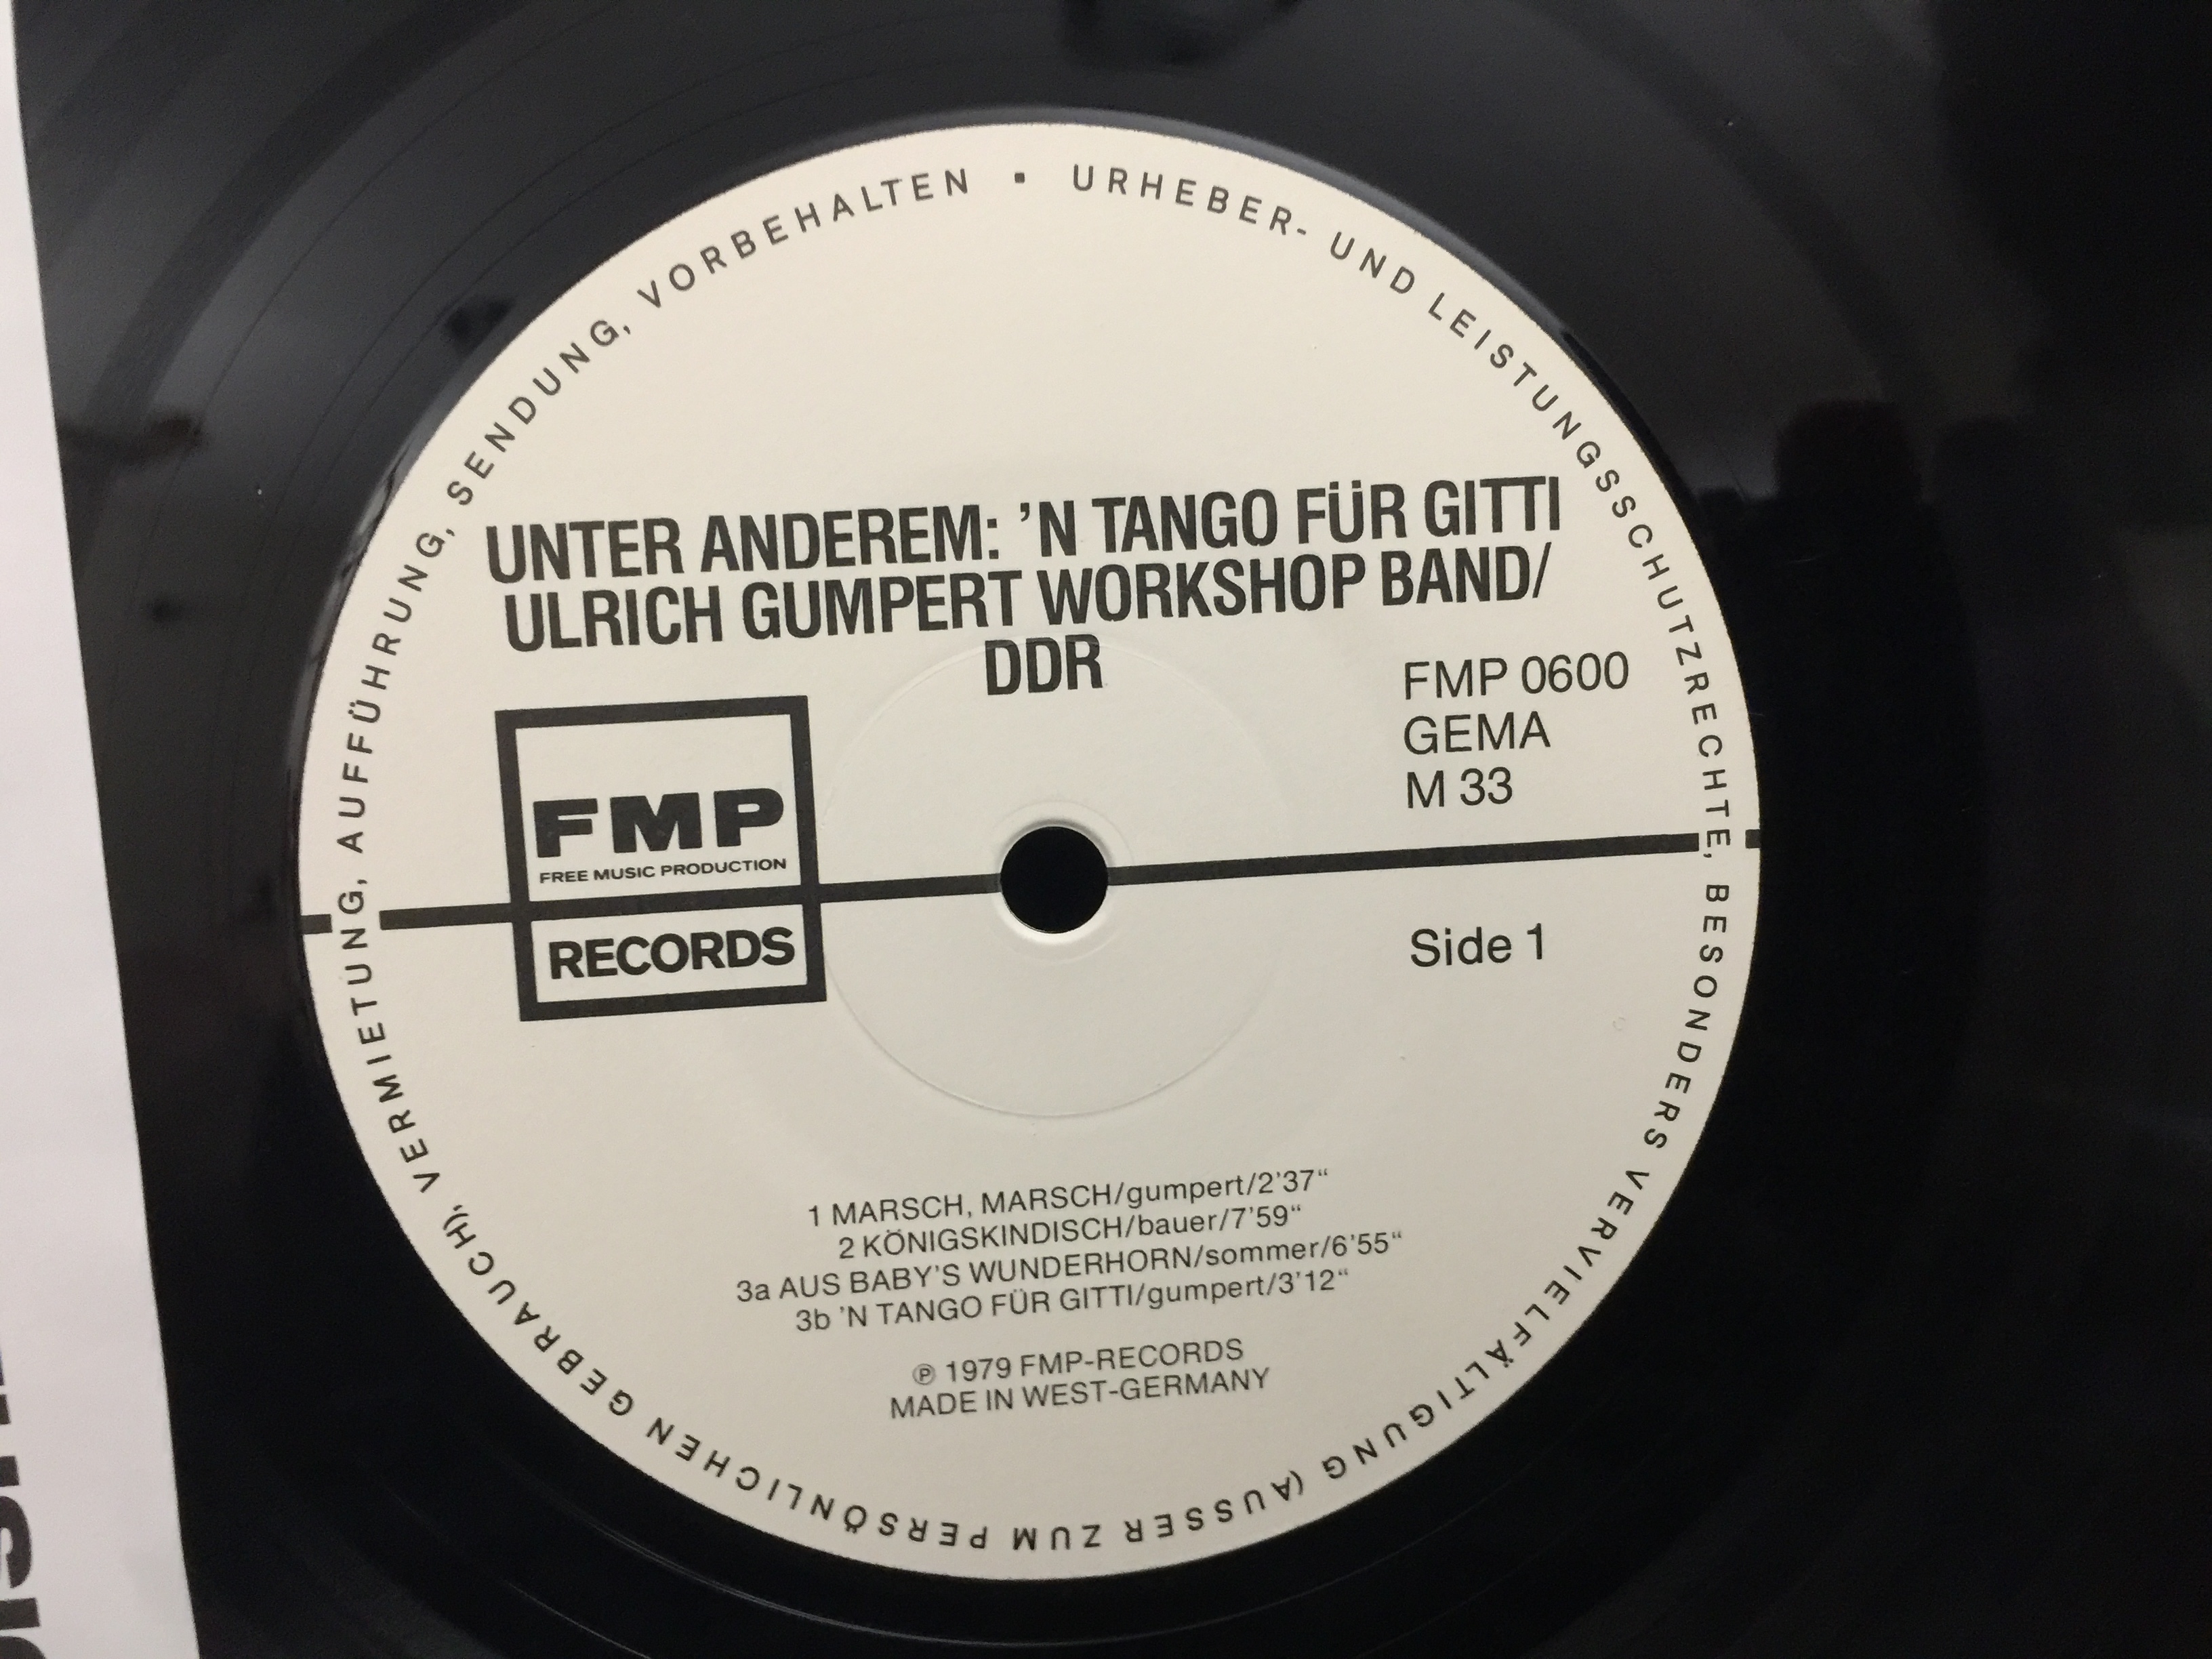 URHEBER- UND LEISTUNGSSCHUTZRECHTE, BESONDERS VERVIELFÄLTIGUNG (AUSSER ZUM PERSÖNLICHEN GEBRAUCH), VERMIETUNG, AUFFÜHRUNG, SENDUNG, VORBEHALTEN ▪
UNTER ANDEREM: ’N TANGO FÜR GITTI
ULRICH GUMPERT WORKSHOP BAND/
DDR
FMP 0600
GEMA
M 33
FMP
FREE MUSIC PRODUCTION
RECORDS
Side 1
1 MARSCH, MARSCH/gumpert/2’37“
2 KÖNIGSKINDISCH/bauer/7’59“
3a AUS BABY’S WUNDERHORN/sommer/6’55“
3b ’N TANGO FÜR GITTI/gumpert/3’12“
℗ 1979 FMP-RECORDS
MADE IN WEST-GERMANY